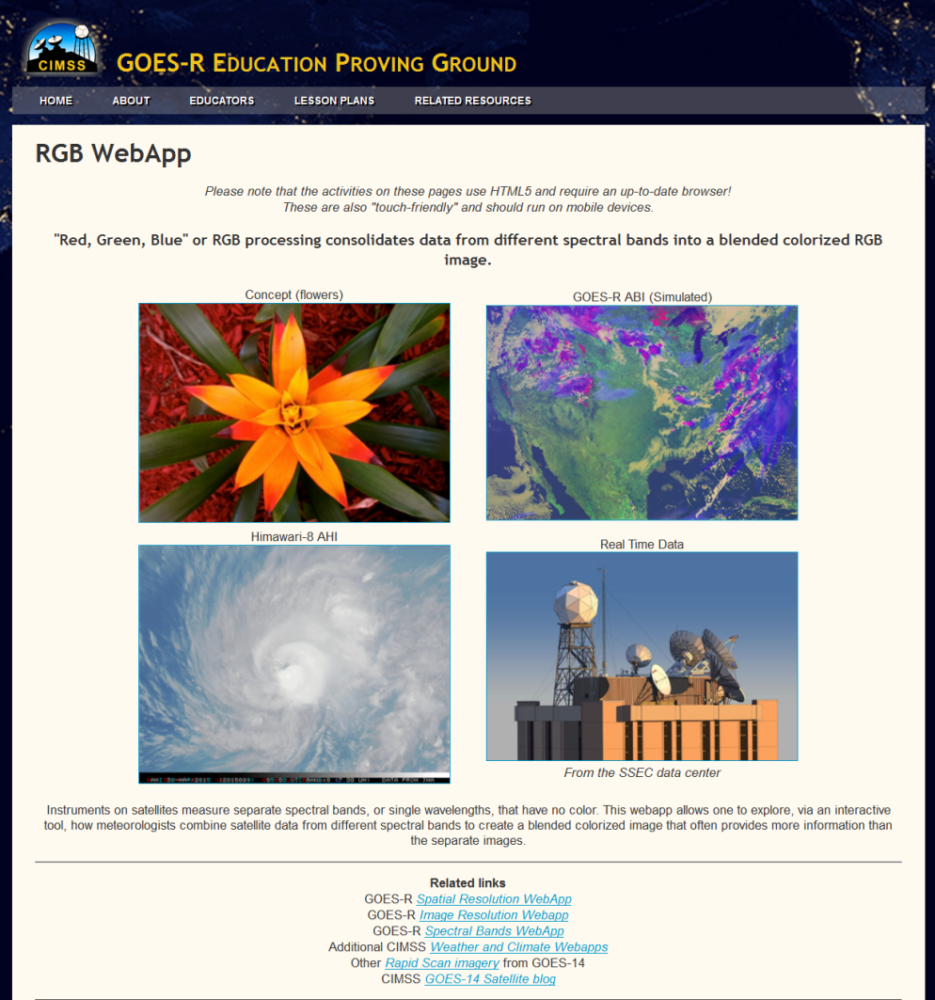 CIMSS
GOES-R EDUCATION PROVING GROUND
HOME ABOUT EDUCATORS LESSON PLANS RELATED RESOURCES
RGB WebApp
Please note that the activities on these pages use HTML5 and require an up-to-date browser!
These are also "touch-friendly" and should run on mobile devices.
"Red, Green, Blue" or RGB processing consolidates data from different spectral bands into a blended colorized RGB
image.
Concept (flowers)
GOES-R ABI (Simulated)
Himawari-8 AHI
Real Time Data
DATA FROM JMA
From the SSEC data center
Instruments on satellites measure separate spectral bands, or single wavelengths, that have no color. This webapp allows one to explore, via an interactive
tool, how meteorologists combine satellite data from different spectral bands to create a blended colorized image that often provides more information than
the separate images.
Related links
GOES-R Spatial Resolution WebApp
GOES-R Image Resolution Webapp
GOES-R Spectral Bands WebApp
Additional CIMSS Weather and Climate Webapps
Other Rapid Scan imagery from GOES-14
CIMSS GOES-14 Satellite blog